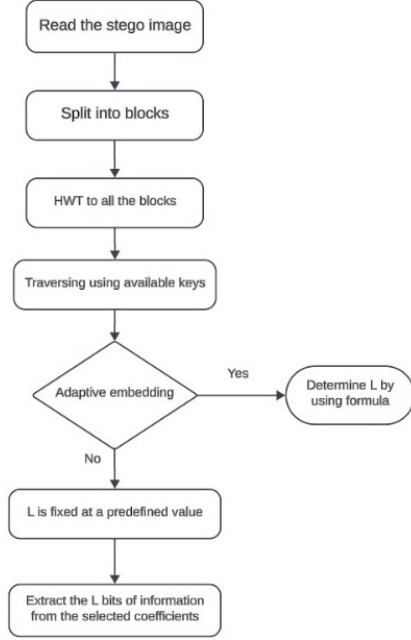 Read the stego image
Split into blocks
HWT to all the blocks
Traversing using available keys
Adaptive embedding
Yes
Determine L by
using formula
No
L is fixed at a predefined value
Extract the L bits of information
from the selected coefficients